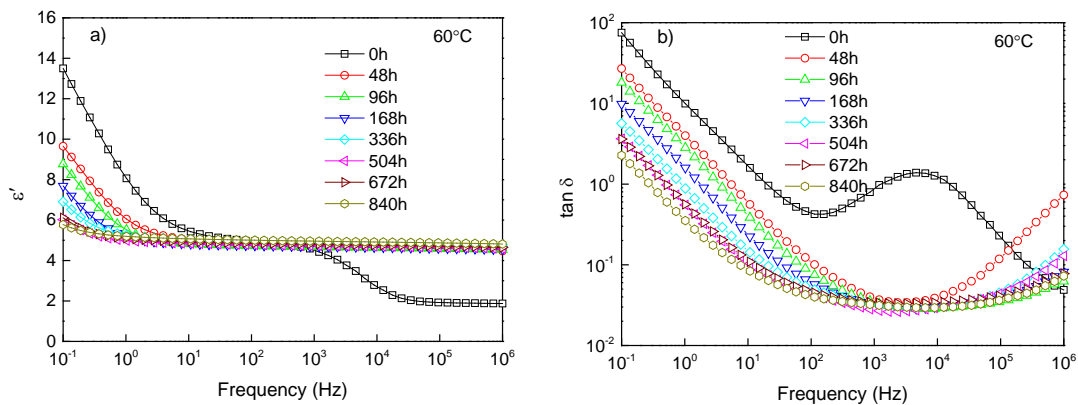 a)
60°C
0h
48h
96h
168h
336h
504h
672h
840h
16
14
12
10
8
6
4
2
0
ε′
10⁻¹ 10⁰ 10¹ 10² 10³ 10⁴ 10⁵ 10⁶
Frequency (Hz)
b)
60°C
0h
48h
96h
168h
336h
504h
672h
840h
10²
10¹
10⁰
10⁻¹
10⁻²
tan δ
10⁻¹ 10⁰ 10¹ 10² 10³ 10⁴ 10⁵ 10⁶
Frequency (Hz)